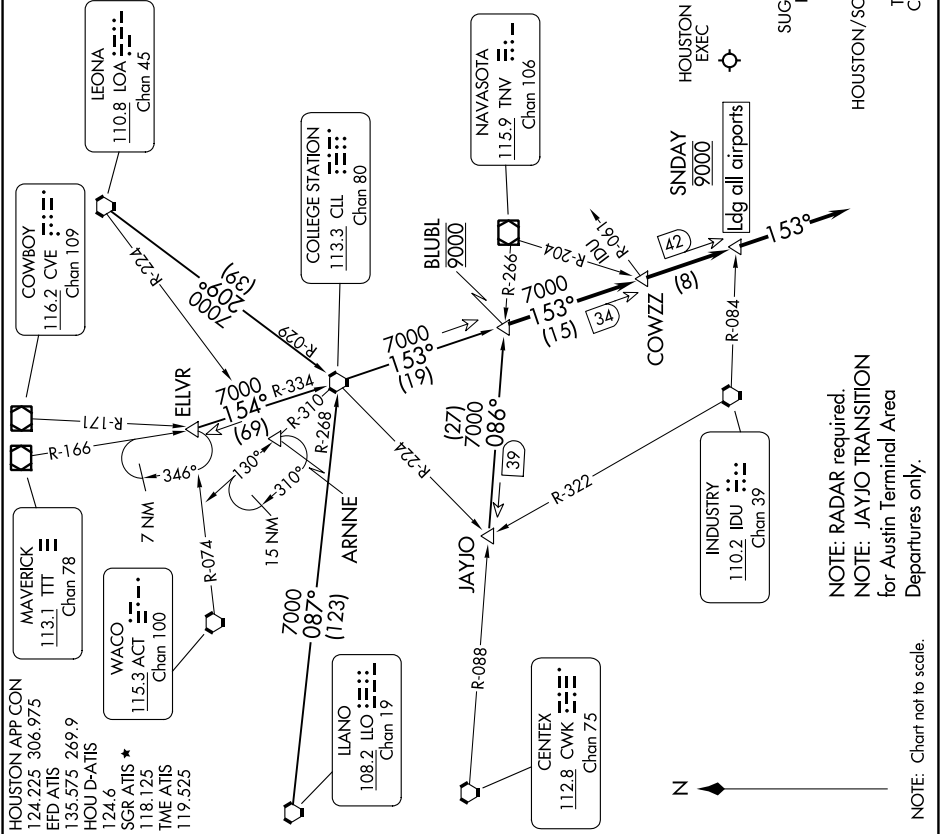 HOUSTON APP CON
124.225 306.975
EFD ATIS
135.575 269.9
HOU D-ATIS
124.6
SGR ATIS ★
118.125
TME ATIS
119.525
MAVERICK
113.1 TTT
Chan 78
COWBOY
116.2 CVE
Chan 109
LEONA
110.8 LOA
Chan 45
WACO
115.3 ACT
Chan 100
COLLEGE STATION
113.3 CLL
Chan 80
NAVASOTA
115.9 TNV
Chan 106
LLANO
108.2 LLO
Chan 19
CENTEX
112.8 CWK
Chan 75
INDUSTRY
110.2 IDU
Chan 39
R-166
R-171
ELLVR
346°
7 NM
R-074
130°
310°
15 NM
ARNNE
R-310
R-334
7000
154°
(69)
R-224
7000
209°
(39)
R-029
7000
087°
(123)
R-268
7000
153°
(19)
BLUBL
9000
R-266
R-204
R-224
JAYJO
R-088
R-322
(27)
7000
086°
39
7000
153°
(15)
34
COWZZ
IDU
R-061
(8)
42
SNDAY
9000
Ldg all airports
R-084
153°
HOUSTON
EXEC
SUG
HOUSTON/SC
N
NOTE: RADAR required.
NOTE: JAYJO TRANSITION
for Austin Terminal Area
Departures only.
NOTE: Chart not to scale.